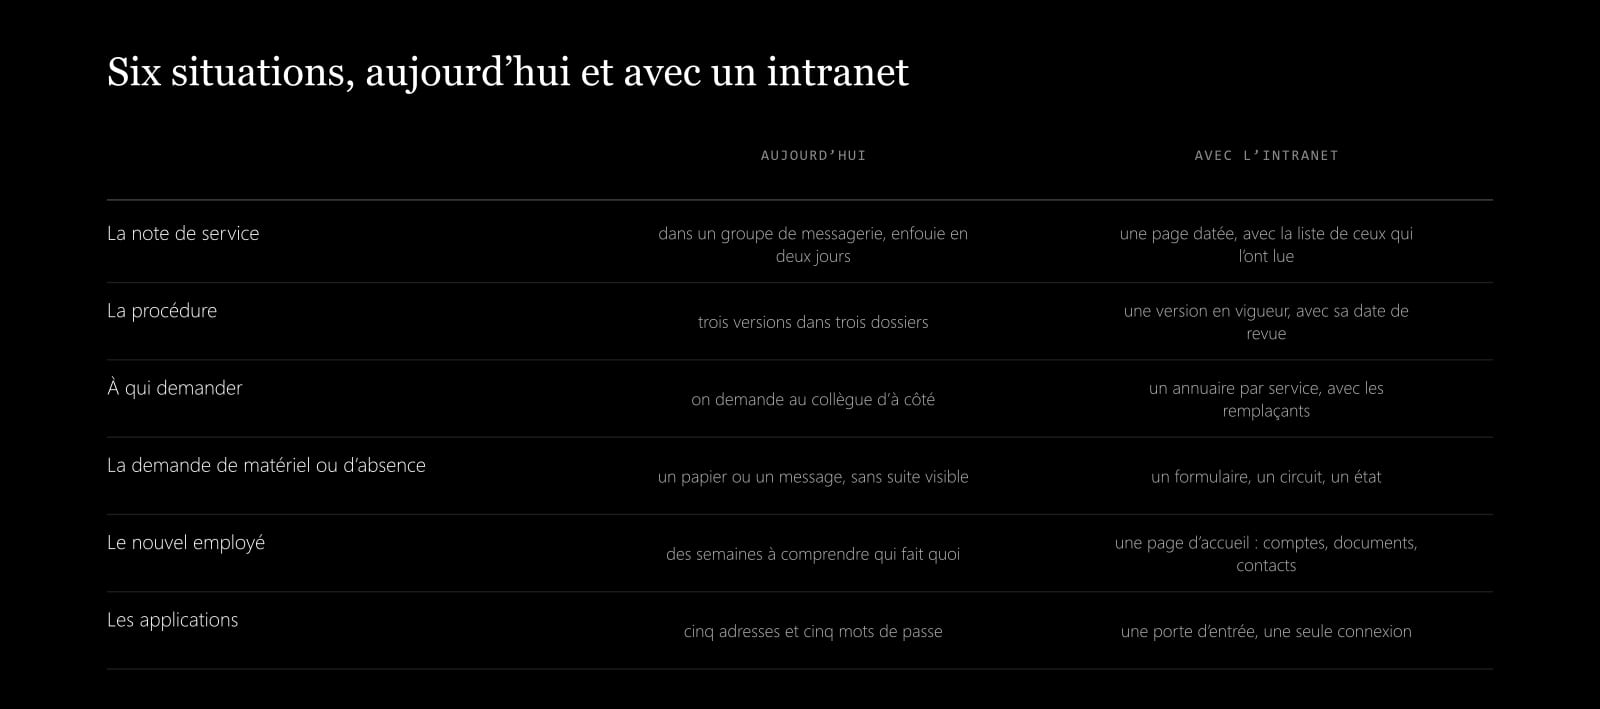 Six situations, aujourd’hui et avec un intranet
AUJOURD’HUI
AVEC L’INTRANET
La note de service
dans un groupe de messagerie, enfouie en
deux jours
une page datée, avec la liste de ceux qui
l’ont lue
La procédure
trois versions dans trois dossiers
une version en vigueur, avec sa date de
revue
À qui demander
on demande au collègue d’à côté
un annuaire par service, avec les
remplaçants
La demande de matériel ou d’absence
un papier ou un message, sans suite visible
un formulaire, un circuit, un état
Le nouvel employé
des semaines à comprendre qui fait quoi
une page d’accueil : comptes, documents,
contacts
Les applications
cinq adresses et cinq mots de passe
une porte d’entrée, une seule connexion